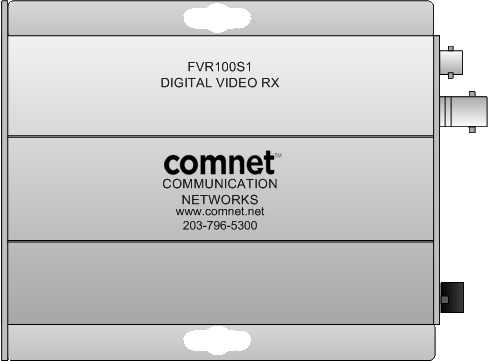 FVR100S1
DIGITAL VIDEO RX
comnet™
COMMUNICATION
NETWORKS
www.comnet.net
203-796-5300